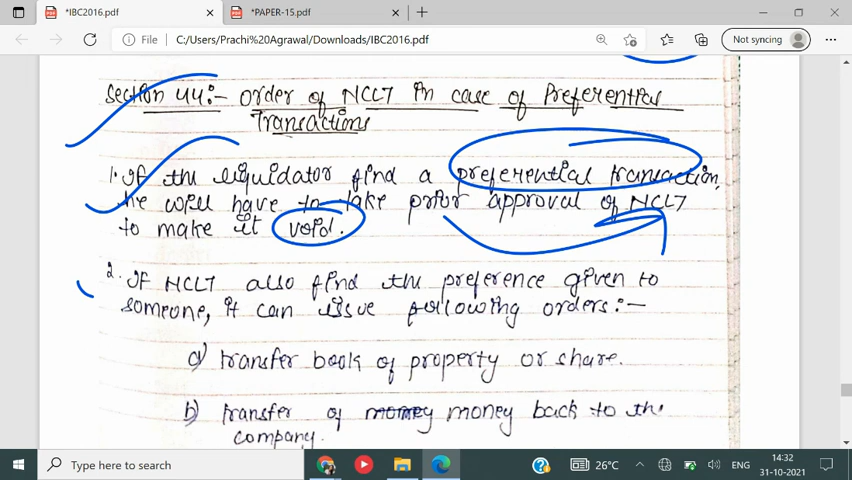 *IBC2016.pdf
*PAPER-15.pdf
File
C:/Users/Prachi%20Agrawal/Downloads/IBC2016.pdf
Not syncing
Section 44:- Order of NCLT in case of Preferential
Transactions
1. If the liquidator find a preferential transaction,
he will have to take prior approval of NCLT
to make it void.
2. If NCLT also find the preference given to
someone, it can issue following orders:-
a) transfer book of property or share.
b) transfer of money back to the
company.
Type here to search
26°C
ENG
14:32
31-10-2021